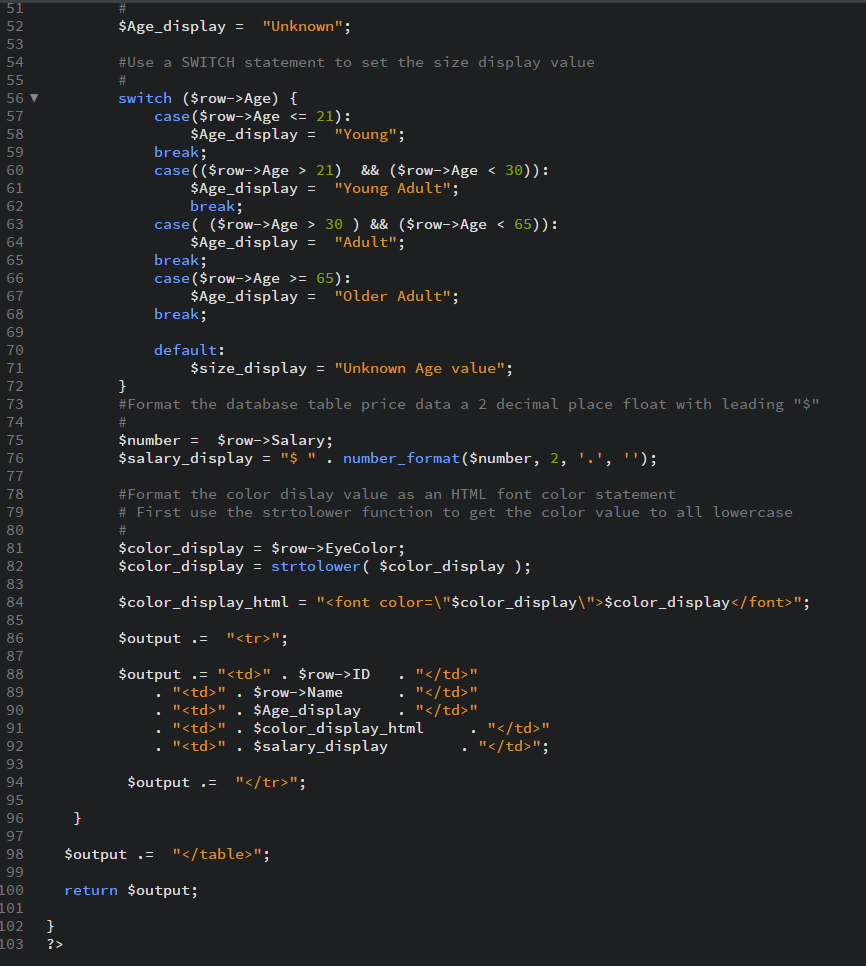 51 #
52 $Age_display =  "Unknown";
53
54 #Use a SWITCH statement to set the size display value
55 #
56 switch ($row->Age) {
57 case($row->Age <= 21):
58 $Age_display =  "Young";
59 break;
60 case(($row->Age > 21)  && ($row->Age < 30)):
61 $Age_display =  "Young Adult";
62 break;
63 case( ($row->Age > 30 ) && ($row->Age < 65)):
64 $Age_display =  "Adult";
65 break;
66 case($row->Age >= 65):
67 $Age_display =  "Older Adult";
68 break;
69
70 default:
71 $size_display = "Unknown Age value";
72 }
73 #Format the database table price data a 2 decimal place float with leading "$"
74 #
75 $number =  $row->Salary;
76 $salary_display = "$ " . number_format($number, 2, '.', '');
77
78 #Format the color dislay value as an HTML font color statement
79 # First use the strtolower function to get the color value to all lowercase
80 #
81 $color_display = $row->EyeColor;
82 $color_display = strtolower( $color_display );
83
84 $color_display_html = "<font color=\"$color_display\">$color_display</font>";
85
86 $output .=  "<tr>";
87
88 $output .= "<td>" . $row->ID   . "</td>"
89 . "<td>" . $row->Name      . "</td>"
90 . "<td>" . $Age_display    . "</td>"
91 . "<td>" . $color_display_html     . "</td>"
92 . "<td>" . $salary_display        . "</td>";
93
94 $output .=  "</tr>";
95
96 }
97
98 $output .=  "</table>";
99
100 return $output;
101
102 }
103 ?>